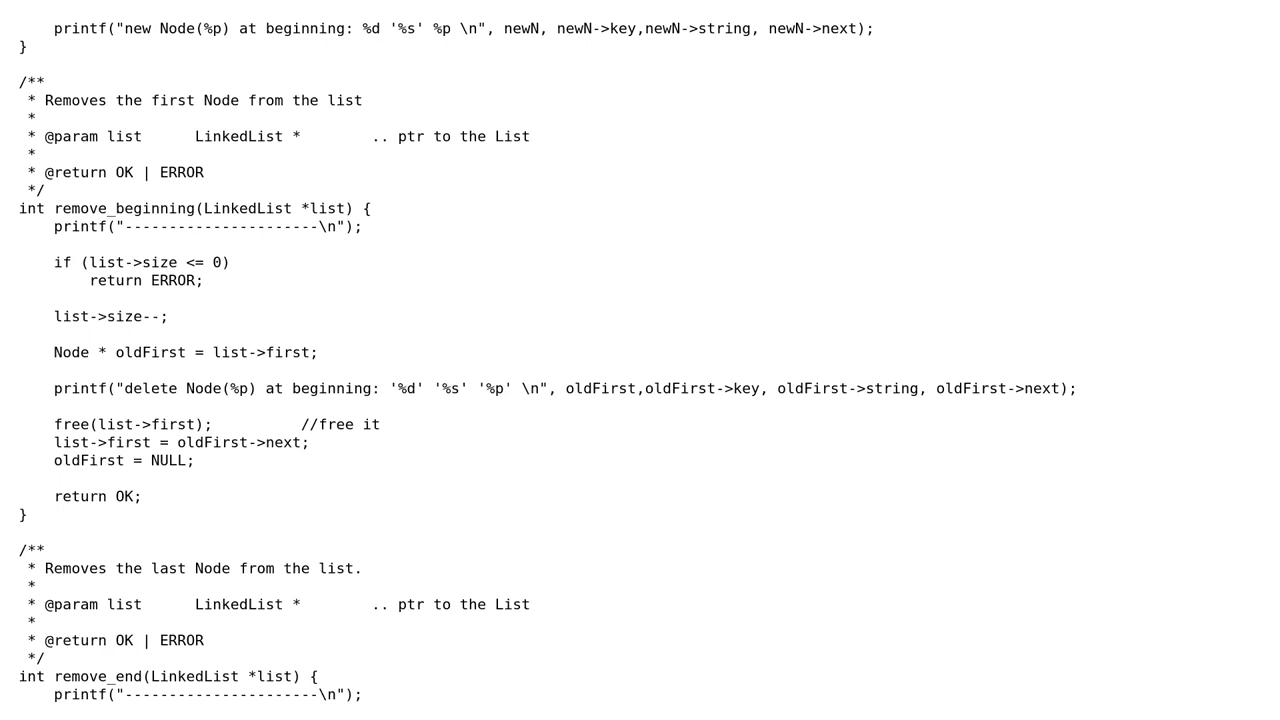 printf("new Node(%p) at beginning: %d '%s' %p \n", newN, newN->key,newN->string, newN->next);
}

/**
 * Removes the first Node from the list
 *
 * @param list      LinkedList *        .. ptr to the List
 *
 * @return OK | ERROR
 */
int remove_beginning(LinkedList *list) {
    printf("----------------------\n");

    if (list->size <= 0)
        return ERROR;

    list->size--;

    Node * oldFirst = list->first;

    printf("delete Node(%p) at beginning: '%d' '%s' '%p' \n", oldFirst,oldFirst->key, oldFirst->string, oldFirst->next);

    free(list->first);          //free it
    list->first = oldFirst->next;
    oldFirst = NULL;

    return OK;
}

/**
 * Removes the last Node from the list.
 *
 * @param list      LinkedList *        .. ptr to the List
 *
 * @return OK | ERROR
 */
int remove_end(LinkedList *list) {
    printf("----------------------\n");